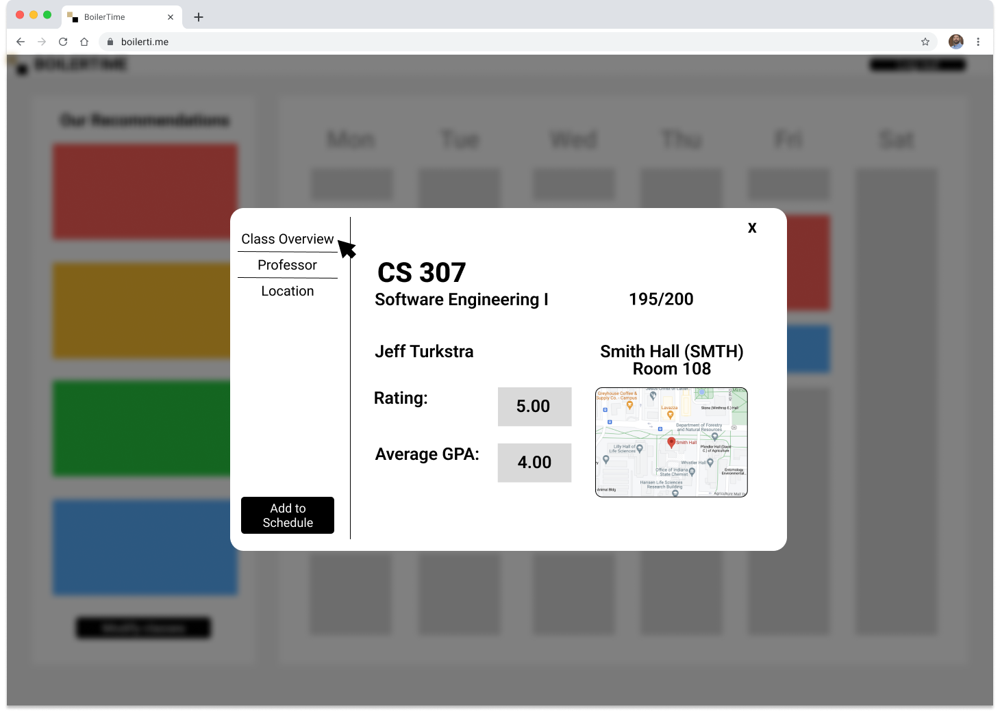 BoilerTime
boilerti.me
BOILERTIME
Log out
Our Recommendations
Mon Tue Wed Thu Fri Sat
Class Overview
Professor
Location
X
CS 307
Software Engineering I
195/200
Jeff Turkstra
Smith Hall (SMTH)
Room 108
Rating:
5.00
Average GPA:
4.00
Greyhouse Coffee &
Supply Co. - Campus
Lavazza
Stone (Winthrop E.) Hall
Department of Forestry
and Natural Resources
Smith Hall
Lilly Hall of
Life Sciences
Pfendler Hall (David
C.) of Agriculture
Whistler Hall
Office of Indiana
State Chemist
Entomology
Environmental...
Hansen Life Sciences
Research Building
Animal Bldg
Agriculture Mall Dr
Add to
Schedule
Modify classes